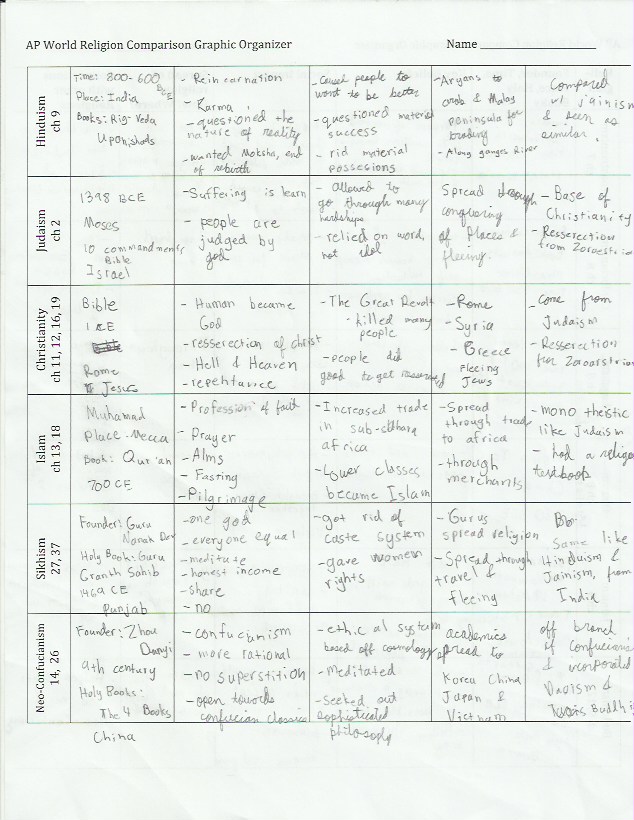 AP World Religion Comparison Graphic Organizer
Name
Hinduism
ch 9
Time: 800-600
BCE
Place: India
Books: Rig-Veda
Upanishads
- Reincarnation
- Karma
- questioned the
nature of reality
- wanted Moksha, end
of rebirth
- caused people to
want to be better
- questioned material
success
- rid material
possesions
- Aryans to
arab & Malay
peninsula for
trading
- Along ganges River
Compared
w/ jainism
& seen as
similar.
Judaism
ch 2
1398 BCE
Moses
10 commandments
Bible
Israel
- Suffering is learn
- people are
judged by
god
- Allowed to
go through many
hardships
- relied on word,
not idol
Spread through
conquering
of Places &
fleeing.
- Base of
Christianity
- Resserection
from Zoroastria
Christianity
ch 11, 12, 16, 19
Bible
1 CE
Rome
Jesus
- Human became
God
- resserection of christ
- Hell & Heaven
- repentance
- The Great Revolt
- killed many
people
- people did
good to get
- Rome
- Syria
- Greece
Fleeing
Jews
- come from
Judaism
- Resserection
from Zoroastria
Islam
ch 13, 18
Muhamad
Place - Mecca
Book: Qur'an
700 CE
- Profession of faith
- Prayer
- Alms
- Fasting
- Pilgrimage
- Increased trade
in sub-sahara
africa
- Lower classes
became Islam
- Spread
through trade
to africa
- through
merchants
- mono theistic
like Judaism
- had a religio
textbook
Sikhism
27, 37
Founder: Guru
Nanak Dev
Holy Book: Guru
Granth Sahib
1469 CE
Punjab
- one god
- everyone equal
- meditate
- honest income
- share
- no
- got rid of
caste system
- gave women
rights
- Gurus
spread religion
- Spread through
travel &
fleeing
Same like
Hinduism &
Jainism, from
India
Neo-Confucianism
14, 26
Founder: Zhou
Dunyi
9th century
Holy Books:
The 4 Books
China
- confucianism
- more rational
- no superstition
- open towards
confucian classics
- ethical system
based off cosmology
- Meditated
- Seeked out
sophisticated
philosophy
academics
spread to
Korea China
Japan &
Vietnam
off branch
of Confucianis
& incorporated
Daoism &
Buddhi